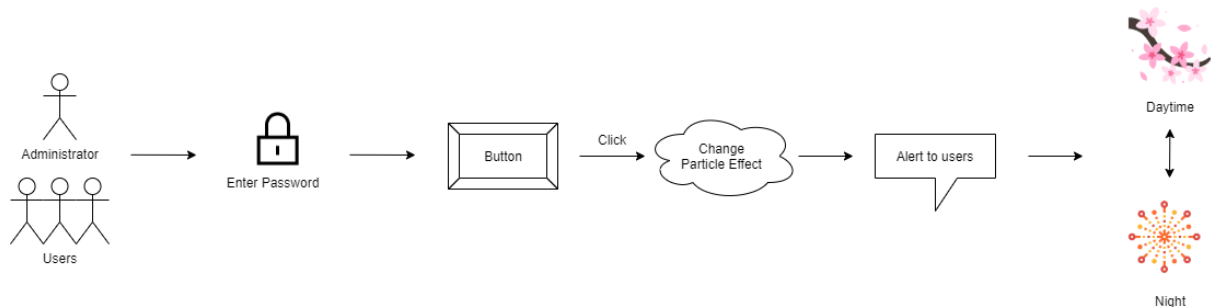 Administrator
Users
Enter Password
Button
Click
Change
Particle Effect
Alert to users
Daytime
Night